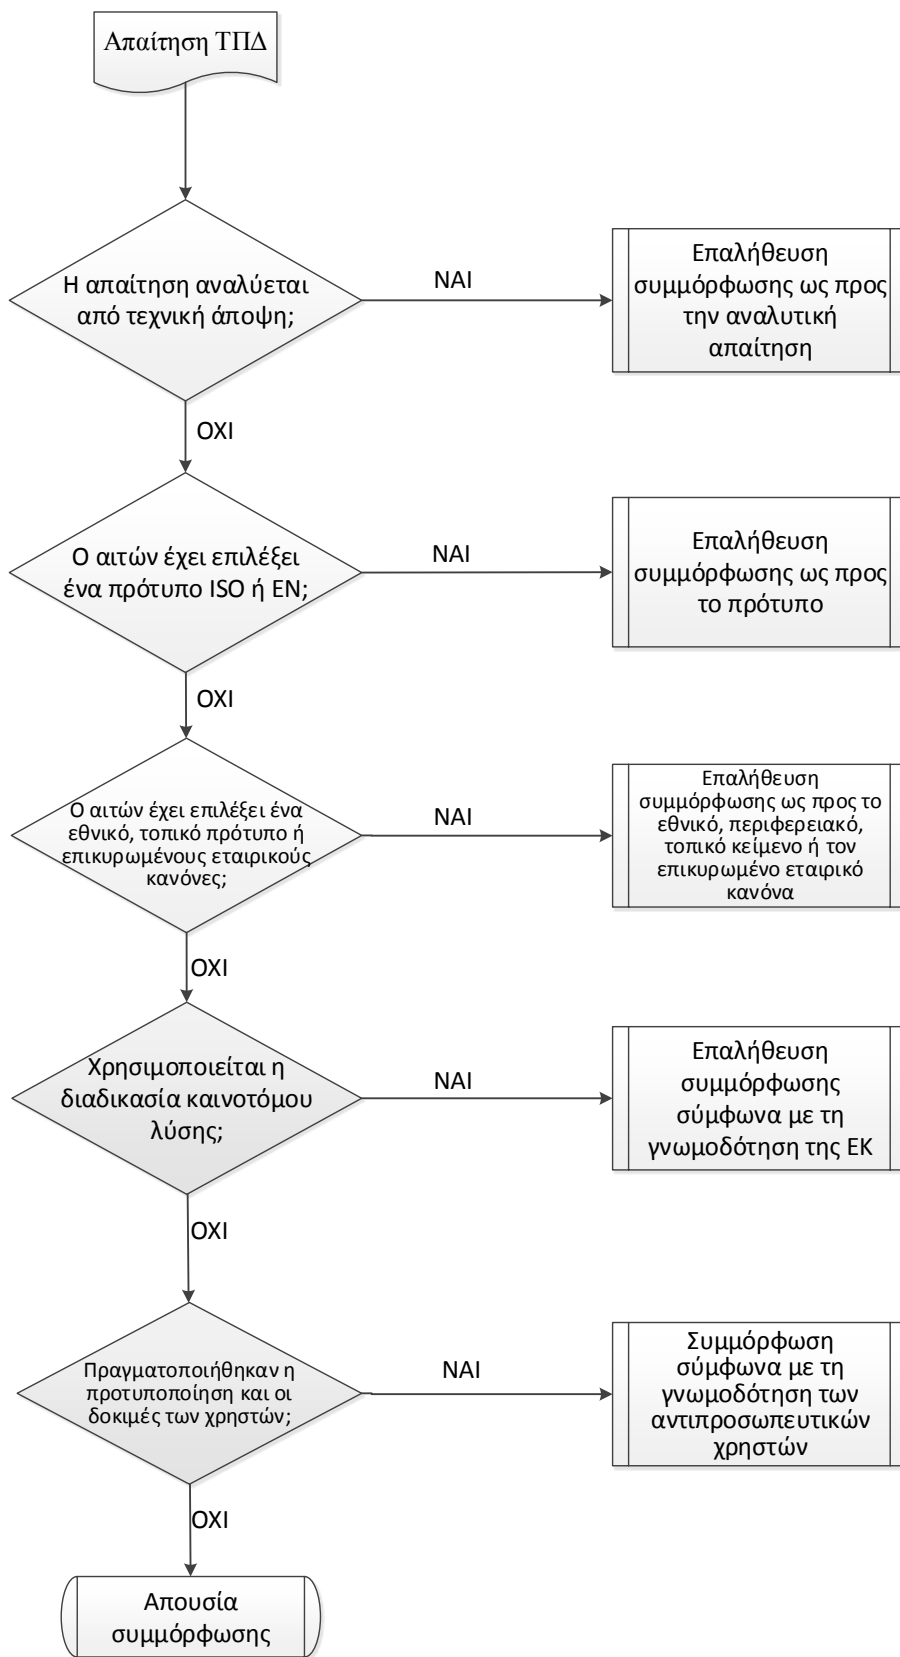 Απαίτηση ΤΠΔ
Η απαίτηση αναλύεται
από τεχνική άποψη;
ΝΑΙ
Επαλήθευση
συμμόρφωσης ως προς
την αναλυτική
απαίτηση
ΟΧΙ
Ο αιτών έχει επιλέξει
ένα πρότυπο ISO ή EN;
ΝΑΙ
Επαλήθευση
συμμόρφωσης ως προς
το πρότυπο
ΟΧΙ
Ο αιτών έχει επιλέξει ένα
εθνικό, τοπικό πρότυπο ή
επικυρωμένους εταιρικούς
κανόνες;
ΝΑΙ
Επαλήθευση
συμμόρφωσης ως προς το
εθνικό, περιφερειακό,
τοπικό κείμενο ή τον
επικυρωμένο εταιρικό
κανόνα
ΟΧΙ
Χρησιμοποιείται η
διαδικασία καινοτόμου
λύσης;
ΝΑΙ
Επαλήθευση
συμμόρφωσης
σύμφωνα με τη
γνωμοδότηση της ΕΚ
ΟΧΙ
Πραγματοποιήθηκαν η
προτυποποίηση και οι
δοκιμές των χρηστών;
ΝΑΙ
Συμμόρφωση
σύμφωνα με τη
γνωμοδότηση των
αντιπροσωπευτικών
χρηστών
ΟΧΙ
Απουσία
συμμόρφωσης